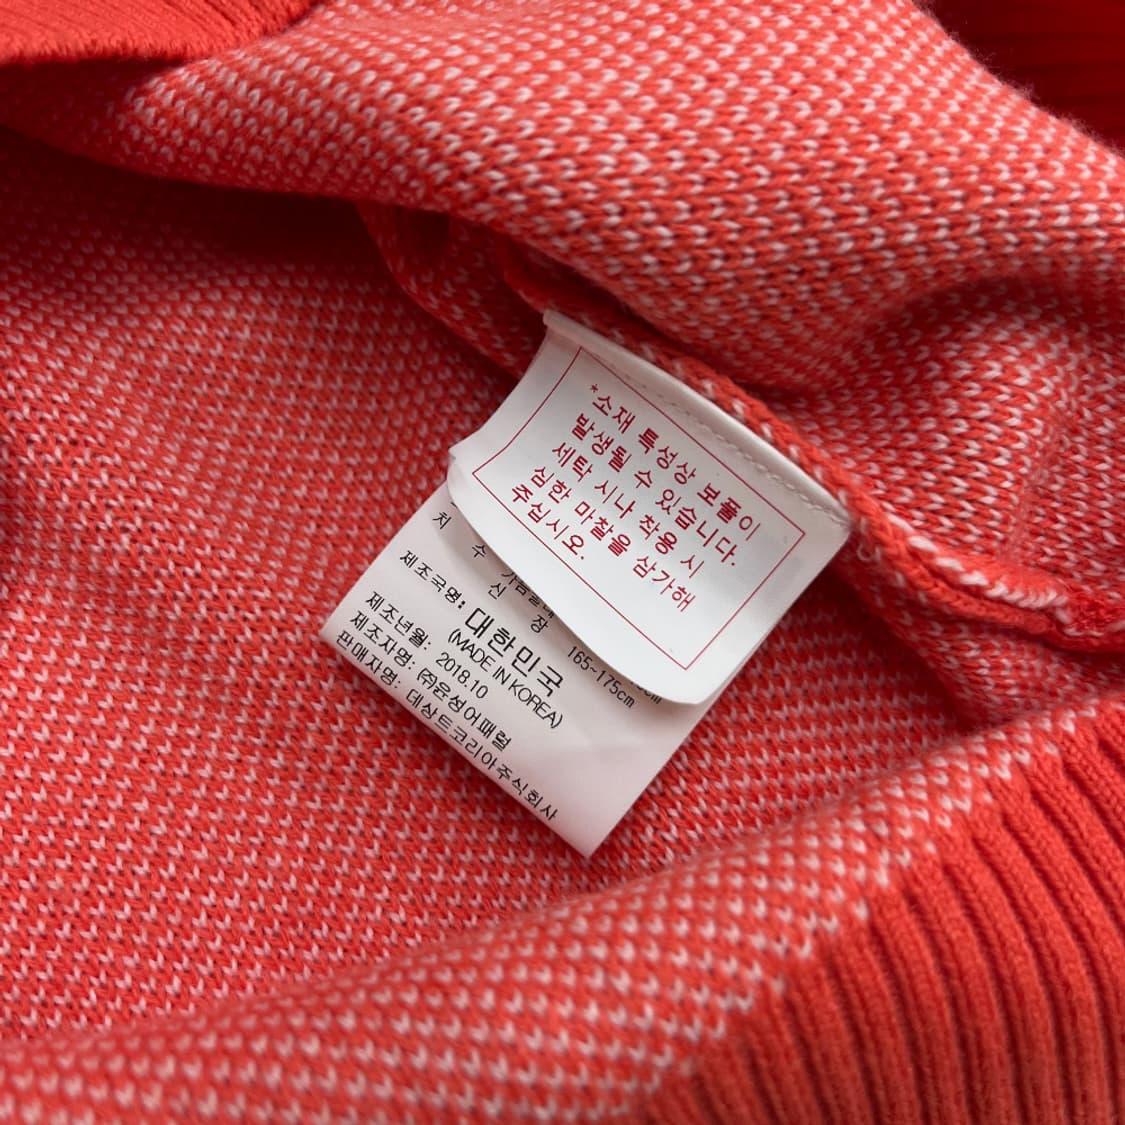 *소재 특성상 보풀이
발생될 수 있습니다.
세탁 시나 착용 시
심한 마찰을 삼가해
주십시오.
치 수
신 장 165~175cm
제조국명: 대한민국
(MADE IN KOREA)
제조년월: 2018.10
제조자명: ㈜윤성어패럴
판매자명: 데상트코리아주식회사